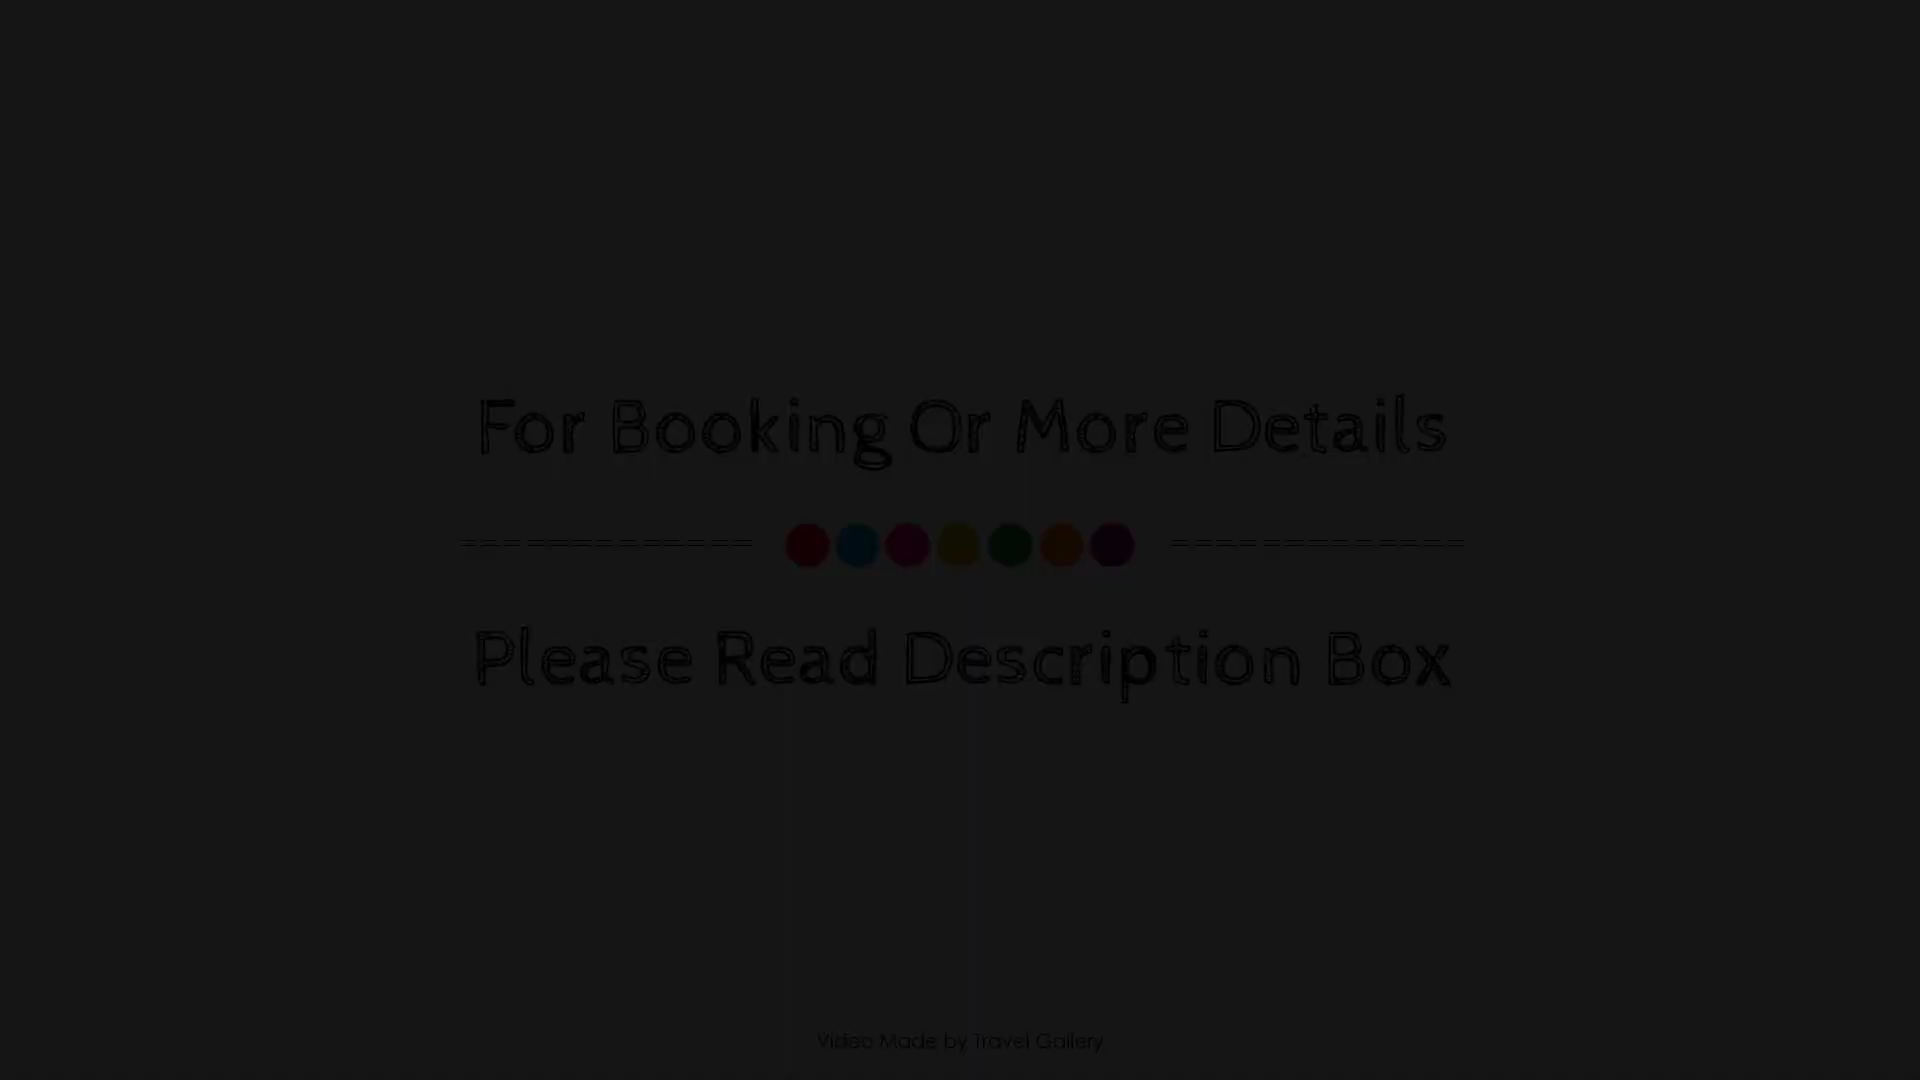 For Booking Or More Details
============= =============
Please Read Description Box
Video Made by Travel Gallery